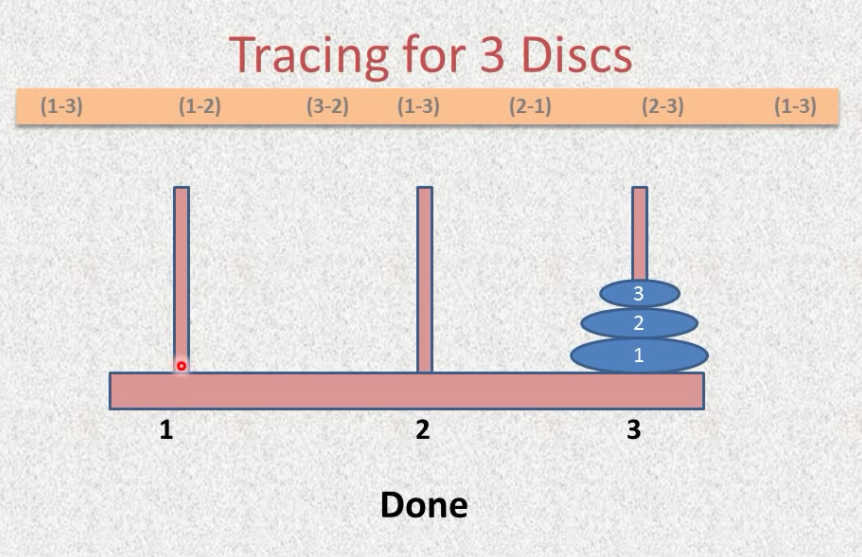 Tracing for 3 Discs
(1-3) (1-2) (3-2) (1-3) (2-1) (2-3) (1-3)
3
2
1
1 2 3
Done